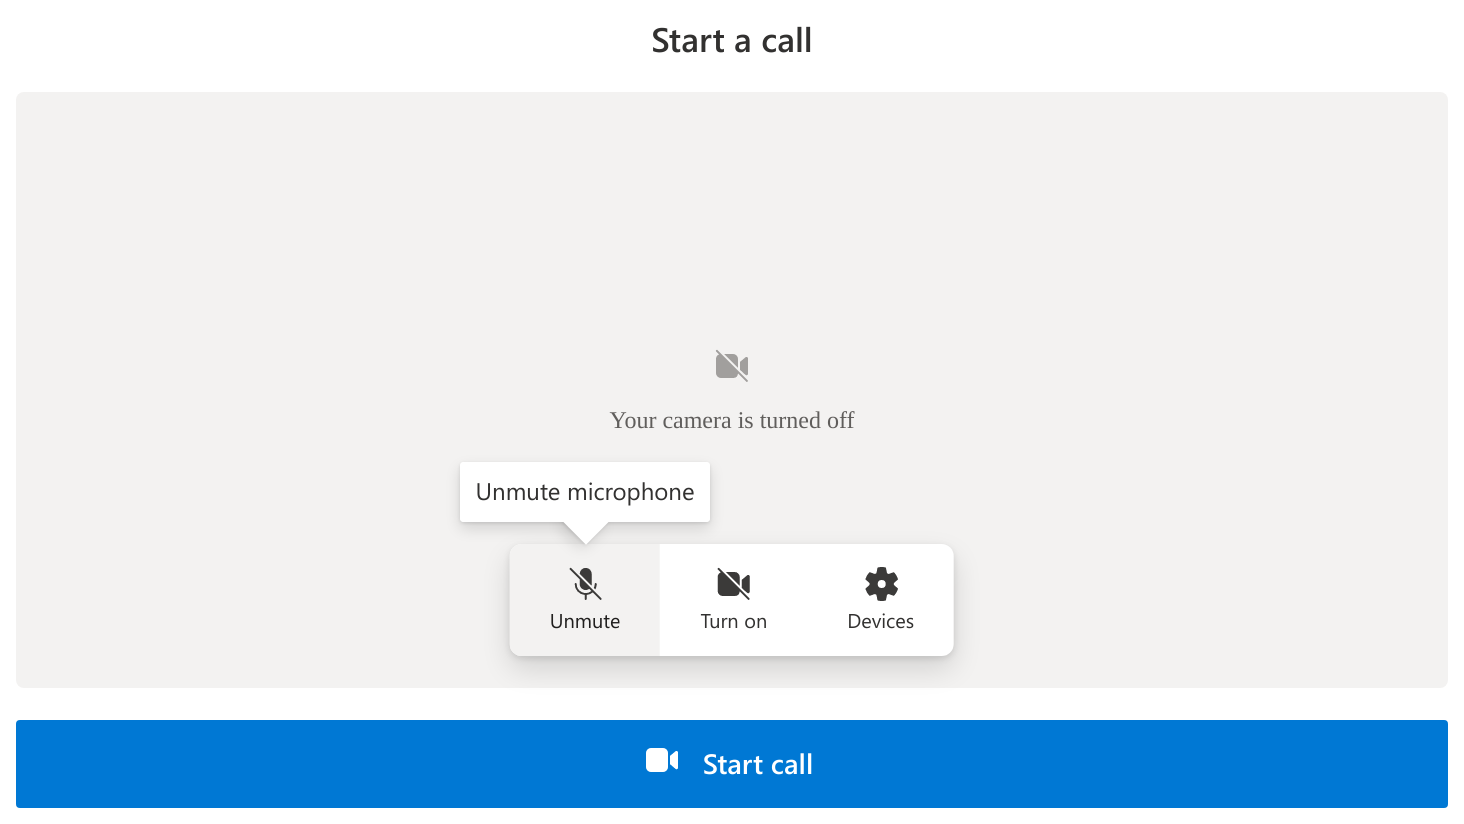 Start a call
Your camera is turned off
Unmute microphone
Unmute
Turn on
Devices
Start call